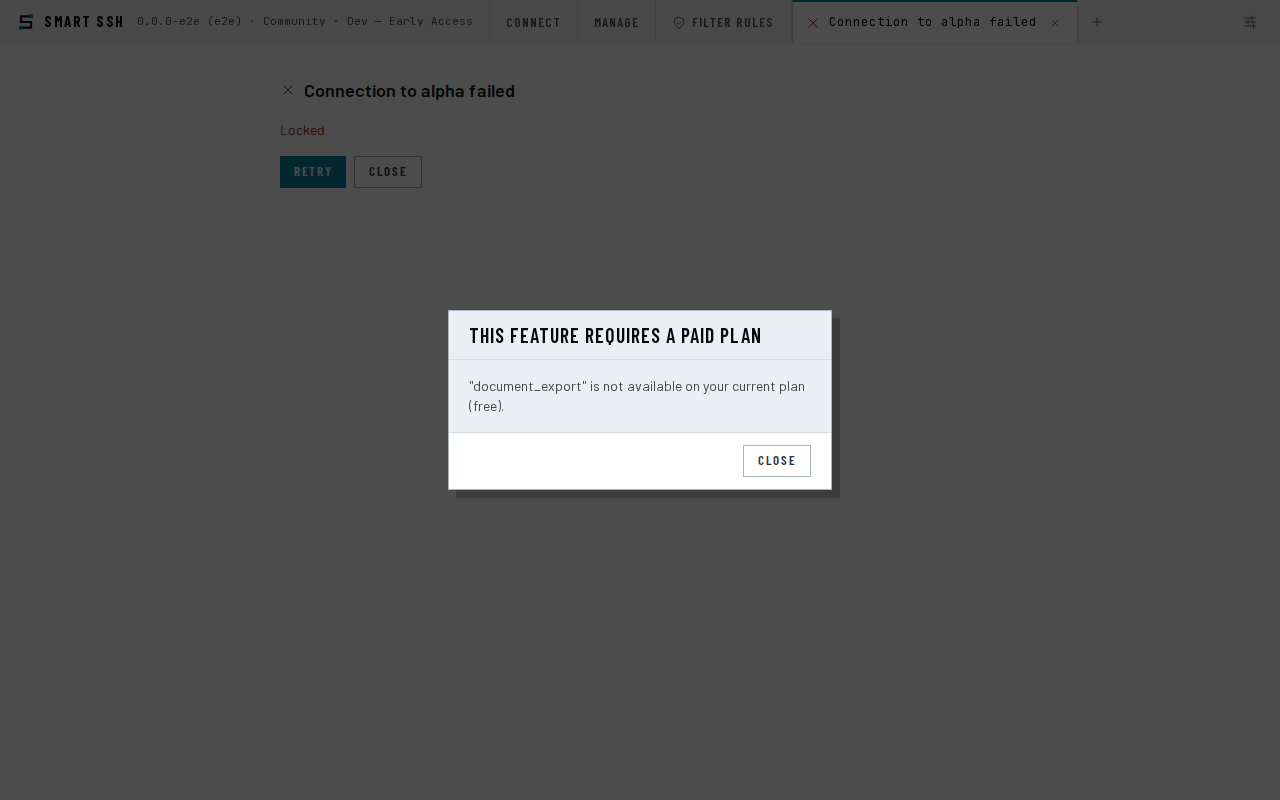 SMART SSH 0.0.0-e2e (e2e) · Community · Dev — Early Access CONNECT MANAGE FILTER RULES Connection to alpha failed
Connection to alpha failed
Locked
RETRY CLOSE
THIS FEATURE REQUIRES A PAID PLAN
"document_export" is not available on your current plan
(free).
CLOSE